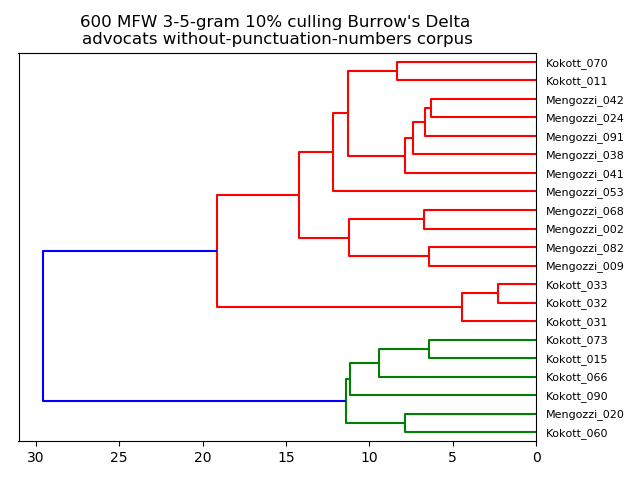 600 MFW 3-5-gram 10% culling Burrow's Delta
advocats without-punctuation-numbers corpus
Kokott_070
Kokott_011
Mengozzi_042
Mengozzi_024
Mengozzi_091
Mengozzi_038
Mengozzi_041
Mengozzi_053
Mengozzi_068
Mengozzi_002
Mengozzi_082
Mengozzi_009
Kokott_033
Kokott_032
Kokott_031
Kokott_073
Kokott_015
Kokott_066
Kokott_090
Mengozzi_020
Kokott_060
30 25 20 15 10 5 0